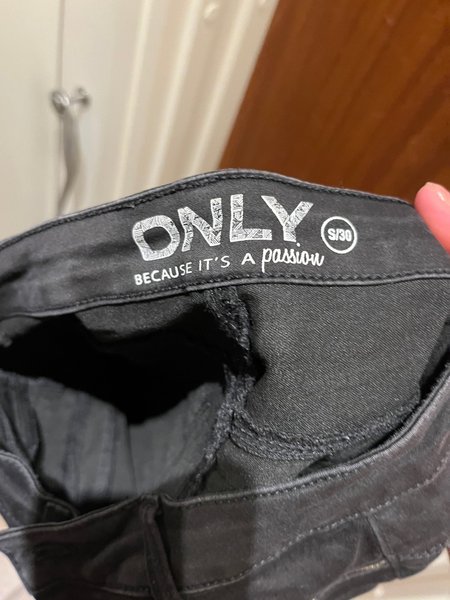 ONLY S/30
BECAUSE IT'S A passion